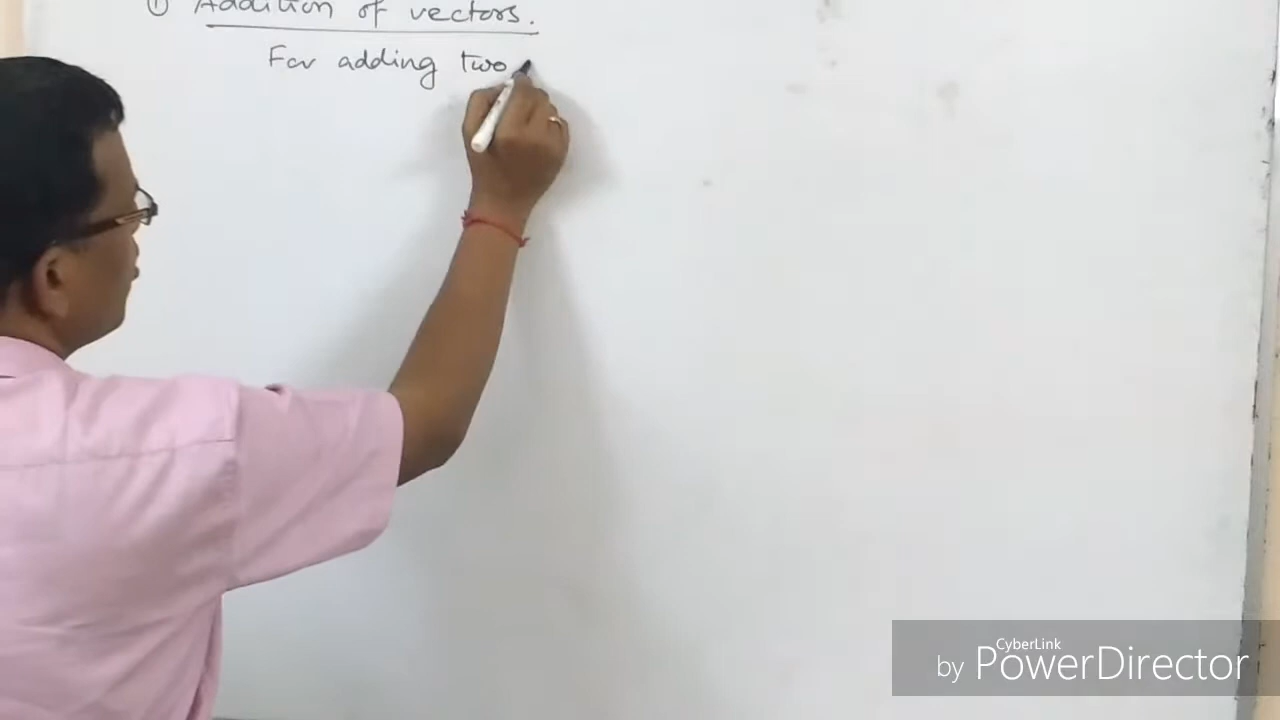 ① Addition of vectors.
For adding two
CyberLink
by PowerDirector